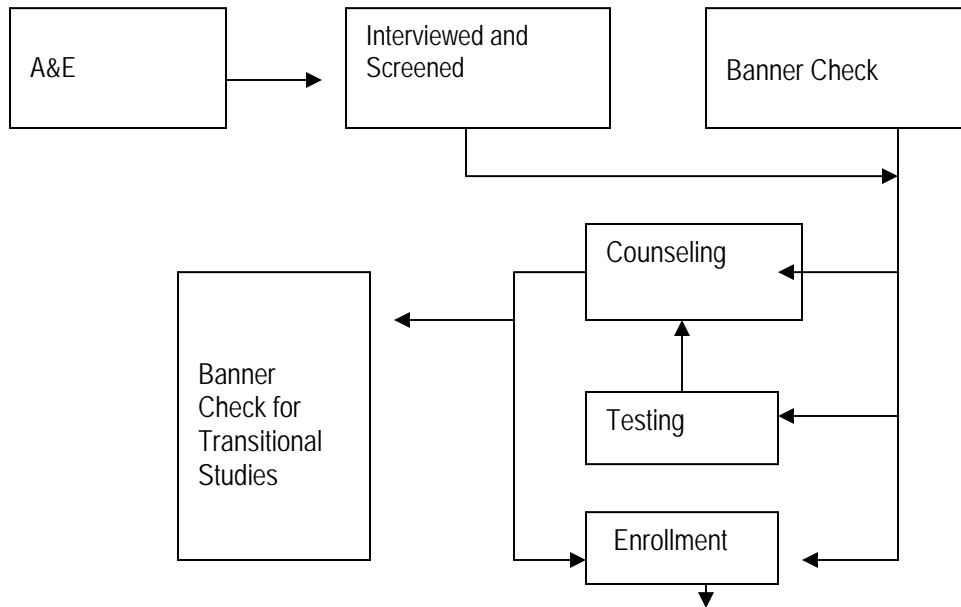 A&E
Interviewed and
Screened
Banner Check
Counseling
Banner
Check for
Transitional
Studies
Testing
Enrollment